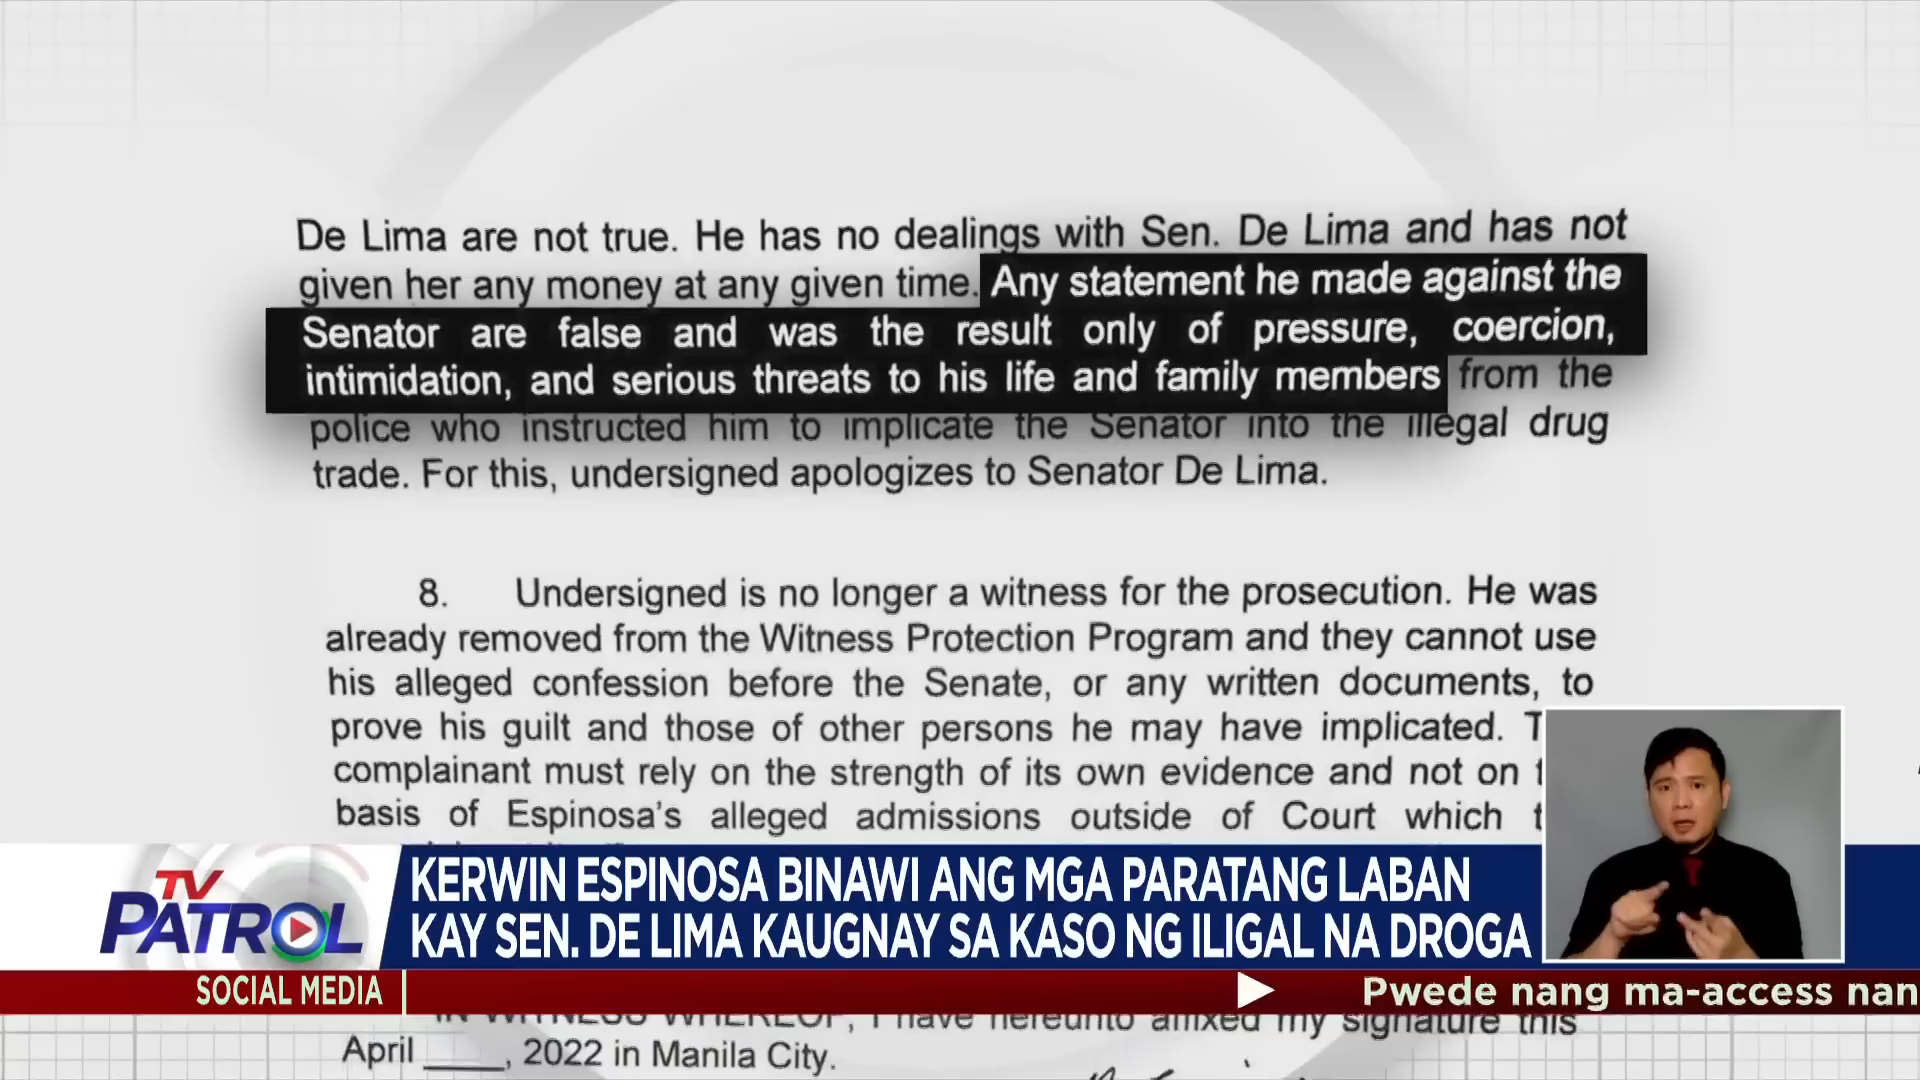 De Lima are not true. He has no dealings with Sen. De Lima and has not
given her any money at any given time. Any statement he made against the
Senator are false and was the result only of pressure, coercion,
intimidation, and serious threats to his life and family members from the
police who instructed him to implicate the Senator into the illegal drug
trade. For this, undersigned apologizes to Senator De Lima.
8. Undersigned is no longer a witness for the prosecution. He was
already removed from the Witness Protection Program and they cannot use
his alleged confession before the Senate, or any written documents, to
prove his guilt and those of other persons he may have implicated.
complainant must rely on the strength of its own evidence and not on
basis of Espinosa's alleged admissions outside of Court which
TV
PATROL
KERWIN ESPINOSA BINAWI ANG MGA PARATANG LABAN
KAY SEN. DE LIMA KAUGNAY SA KASO NG ILIGAL NA DROGA
SOCIAL MEDIA
Pwede nang ma-access nan
IN WITNESS WHEREOF, I have hereunto affixed my signature this
April ____, 2022 in Manila City.